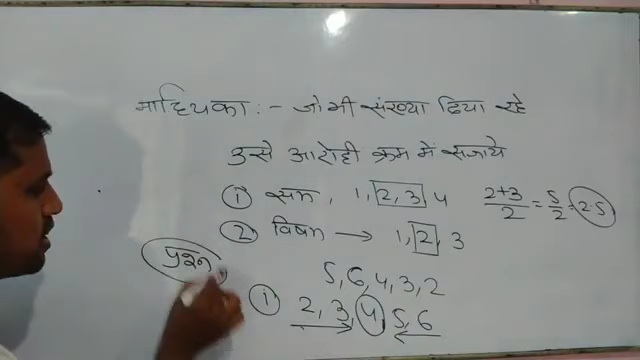 माध्यिका :- जो भी संख्या दिया रहे
उसे आरोही क्रम मे सजाये
① सम, 1, 2, 3, 4 2+3/2 = 5/2 = 2.5
② विषम → 1, 2, 3
प्रश्न 5, 6, 4, 3, 2
① 2, 3, 4, 5, 6